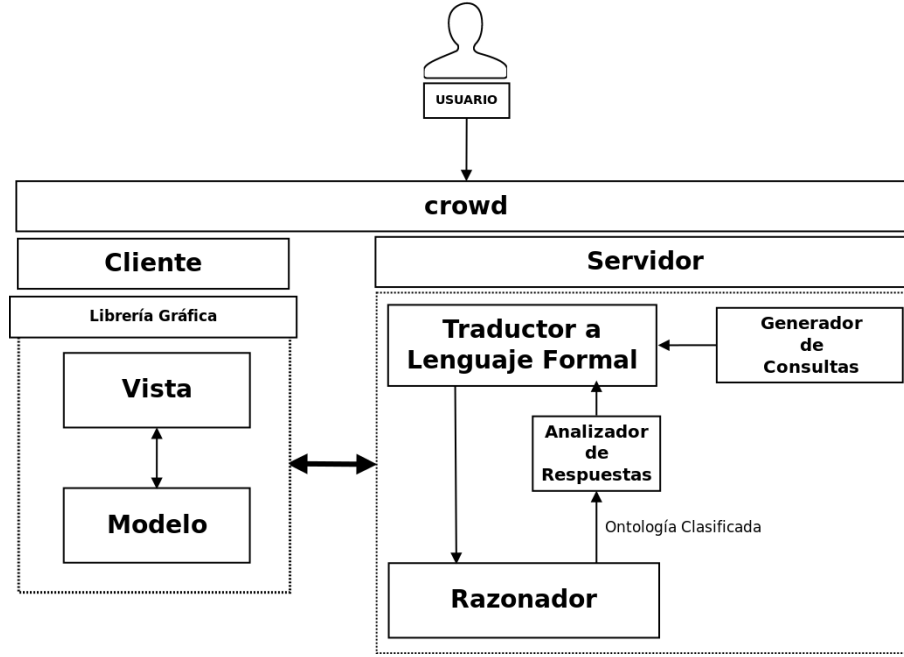 USUARIO
crowd
Cliente
Servidor
Librería Gráfica
Vista
Modelo
Traductor a
Lenguaje Formal
Generador
de
Consultas
Analizador
de
Respuestas
Ontología Clasificada
Razonador